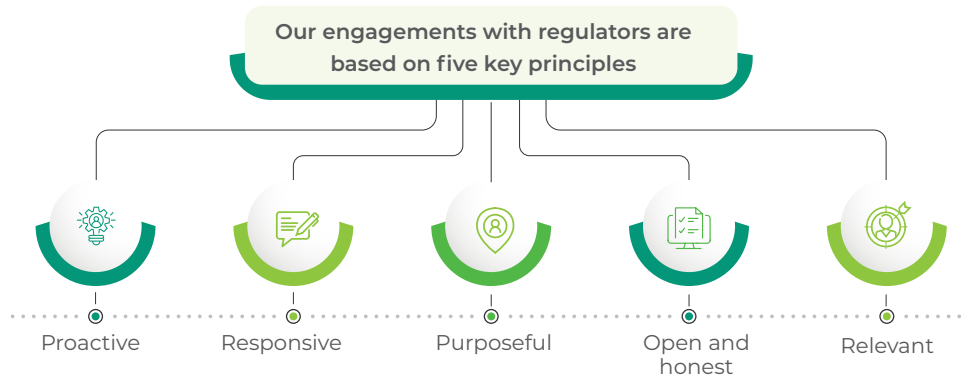 Our engagements with regulators are
based on five key principles
Proactive
Responsive
Purposeful
Open and
honest
Relevant